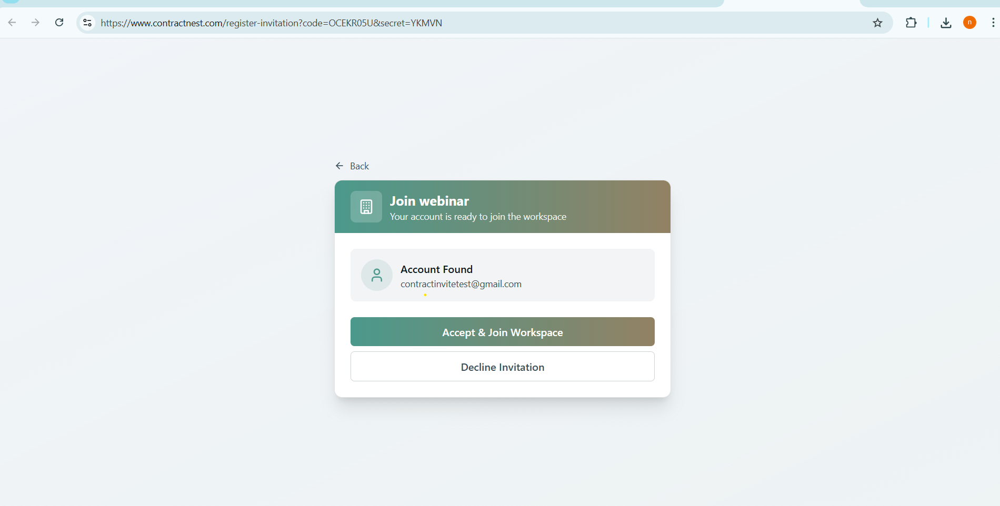 https://www.contractnest.com/register-invitation?code=OCEKR05U&secret=YKMVN
n
Back
Join webinar
Your account is ready to join the workspace
Account Found
contractinvitetest@gmail.com
Accept & Join Workspace
Decline Invitation